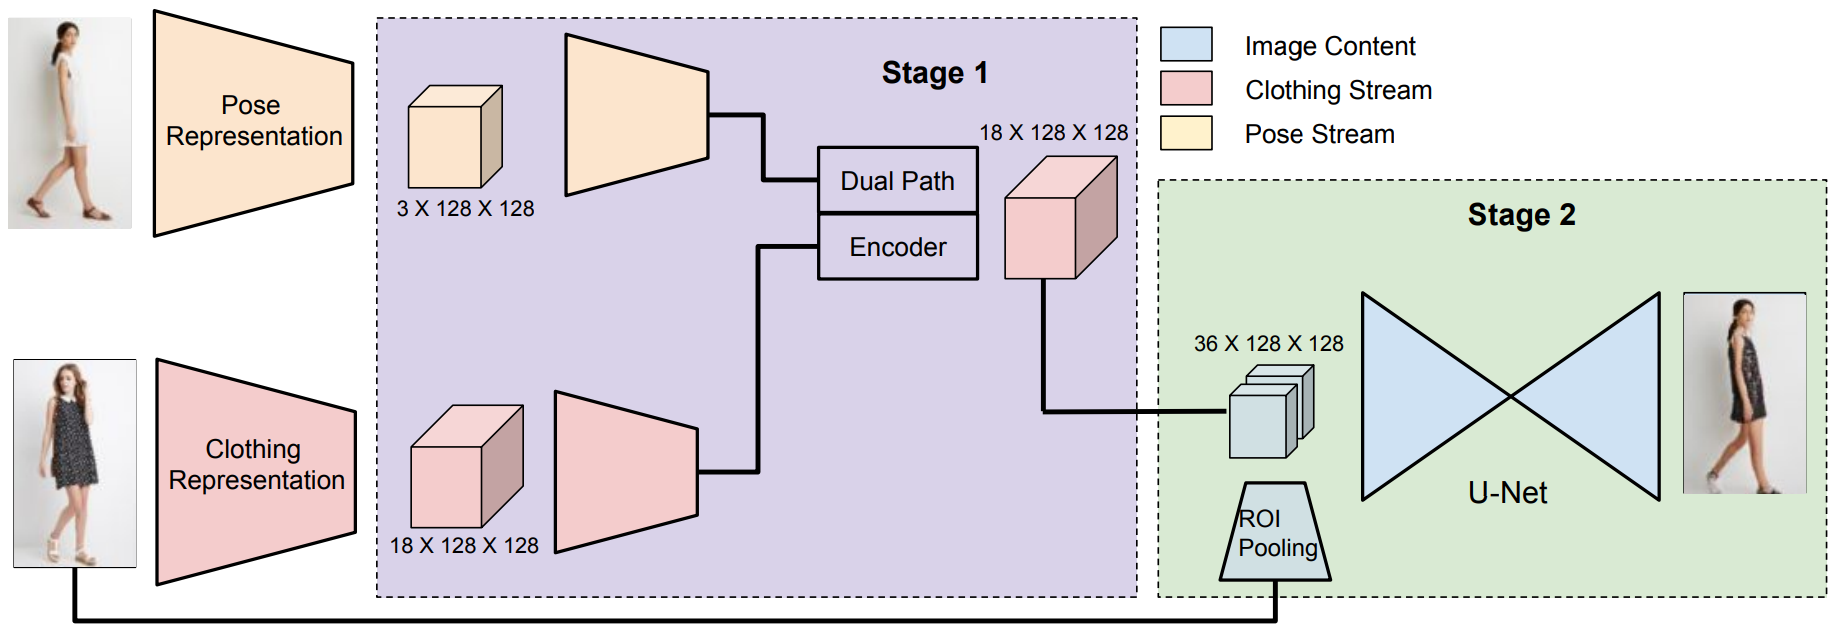 Pose
Representation
3 X 128 X 128
Stage 1
18 X 128 X 128
Dual Path
Encoder
Clothing
Representation
18 X 128 X 128
Image Content
Clothing Stream
Pose Stream
Stage 2
36 X 128 X 128
U-Net
ROI
Pooling